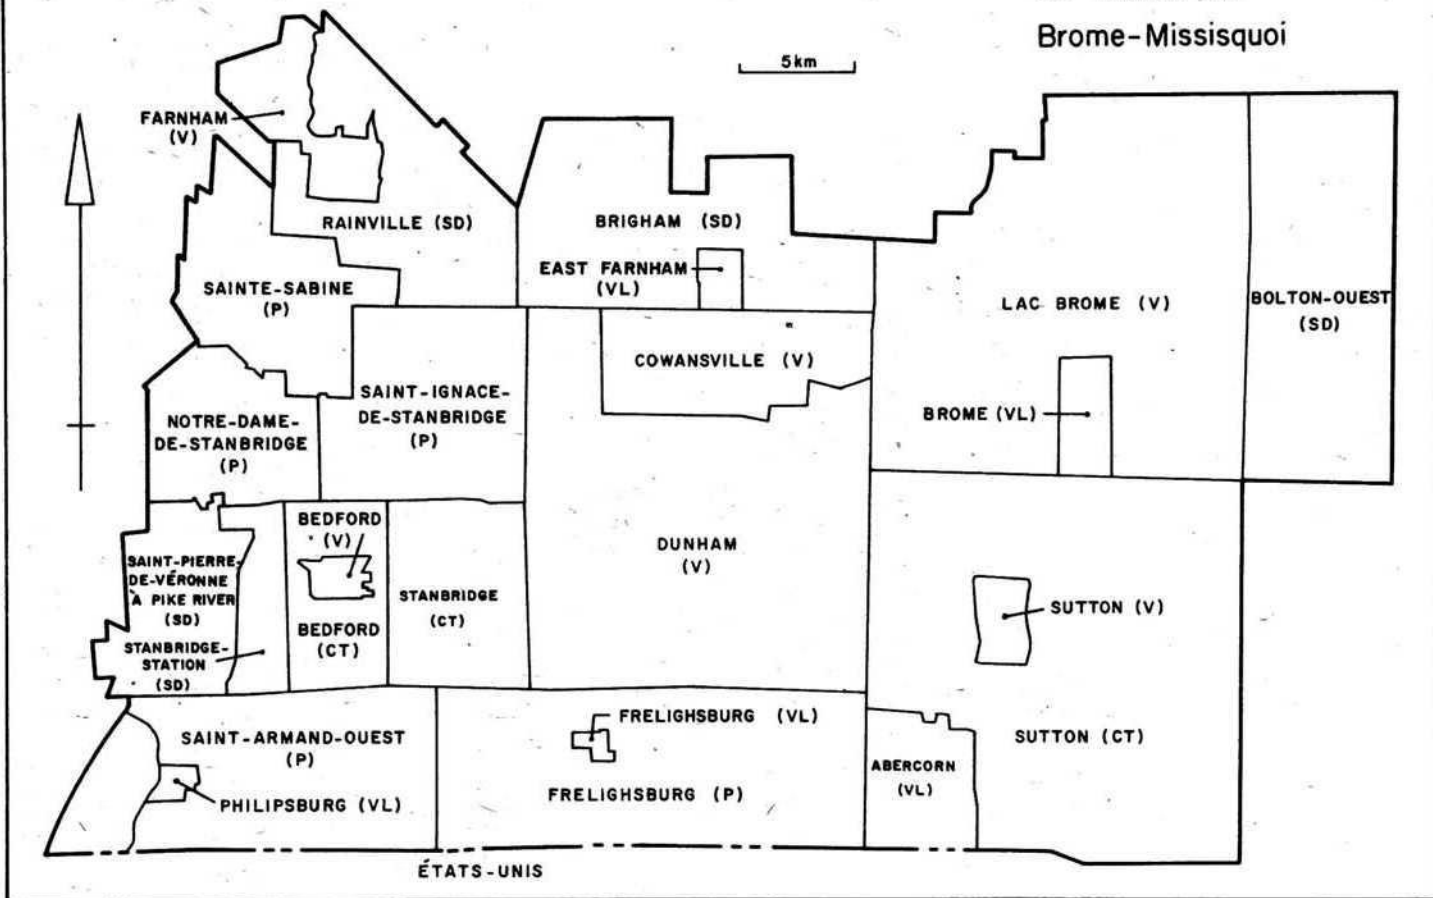 Brome-Missisquoi
5km
FARNHAM
(V)
RAINVILLE (SD)
BRIGHAM (SD)
EAST FARNHAM
(VL)
SAINTE-SABINE
(P)
LAC BROME (V)
BOLTON-OUEST
(SD)
COWANSVILLE (V)
SAINT-IGNACE-
DE-STANBRIDGE
(P)
BROME (VL)
NOTRE-DAME-
DE-STANBRIDGE
(P)
BEDFORD
(V)
DUNHAM
(V)
SAINT-PIERRE-
DE-VÉRONNE
À PIKE RIVER
(SD)
STANBRIDGE
(CT)
SUTTON (V)
BEDFORD
(CT)
STANBRIDGE-
STATION
(SD)
FRELIGHSBURG (VL)
SAINT-ARMAND-OUEST
(P)
SUTTON (CT)
ABERCORN
(VL)
FRELIGHSBURG (P)
PHILIPSBURG (VL)
ÉTATS-UNIS